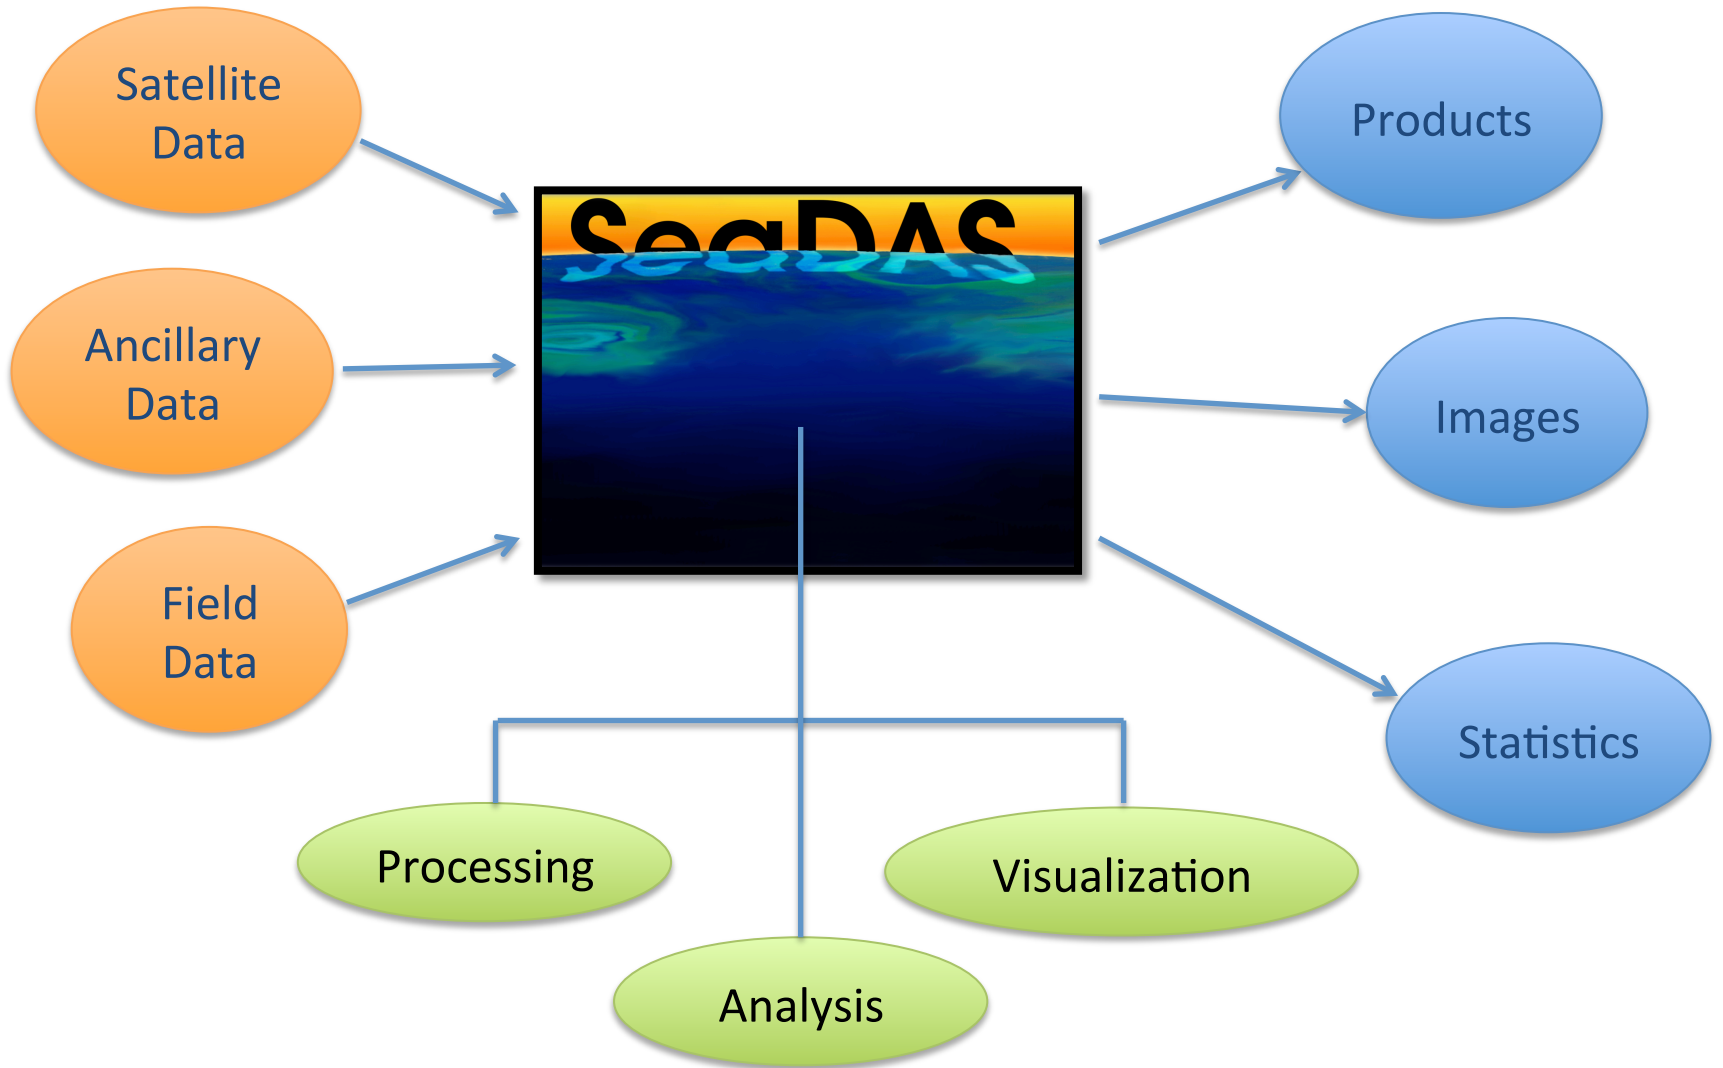 Satellite
Data
Products
SeaDAS
Ancillary
Data
Images
Field
Data
Statistics
Processing
Visualization
Analysis